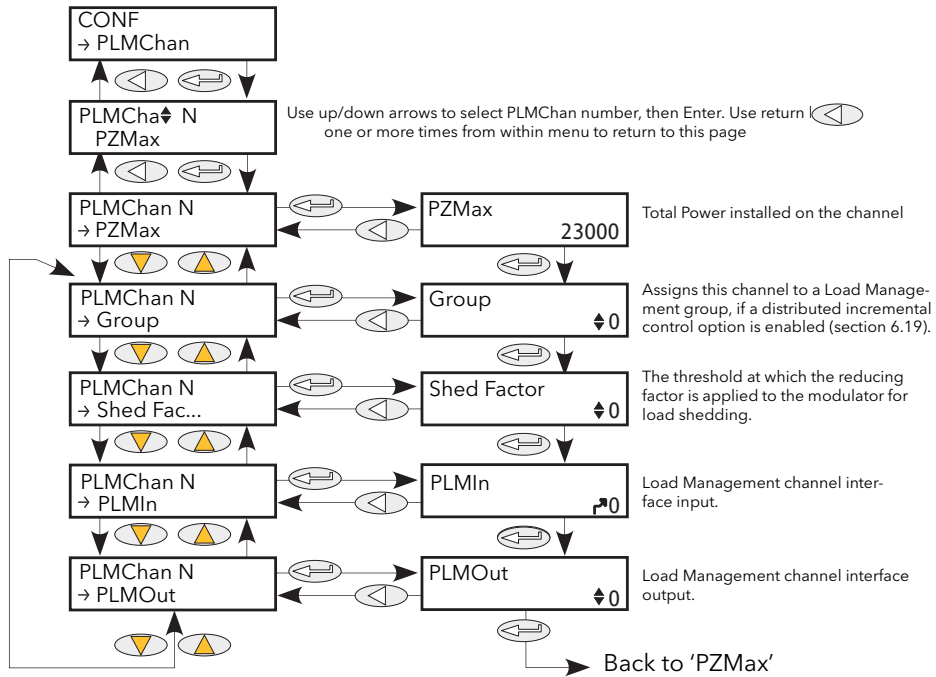 CONF
→ PLMChan
PLMCha N
PZMax
Use up/down arrows to select PLMChan number, then Enter. Use return
one or more times from within menu to return to this page
PLMChan N
→ PZMax
PZMax
23000
Total Power installed on the channel
PLMChan N
→ Group
Group
0
Assigns this channel to a Load Manage-
ment group, if a distributed incremental
control option is enabled (section 6.19).
PLMChan N
→ Shed Fac...
Shed Factor
0
The threshold at which the reducing
factor is applied to the modulator for
load shedding.
PLMChan N
→ PLMIn
PLMIn
0
Load Management channel inter-
face input.
PLMChan N
→ PLMOut
PLMOut
0
Load Management channel interface
output.
Back to 'PZMax'